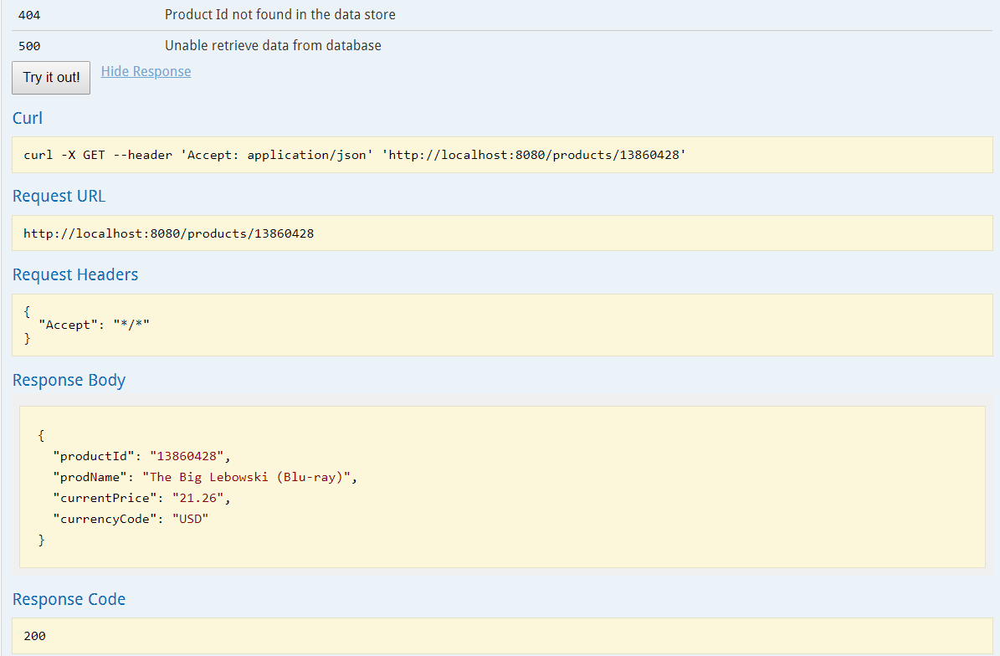 404 Product Id not found in the data store
500 Unable retrieve data from database
Try it out! Hide Response
Curl
curl -X GET --header 'Accept: application/json' 'http://localhost:8080/products/13860428'
Request URL
http://localhost:8080/products/13860428
Request Headers
{
  "Accept": "*/*"
}
Response Body
{
  "productId": "13860428",
  "prodName": "The Big Lebowski (Blu-ray)",
  "currentPrice": "21.26",
  "currencyCode": "USD"
}
Response Code
200